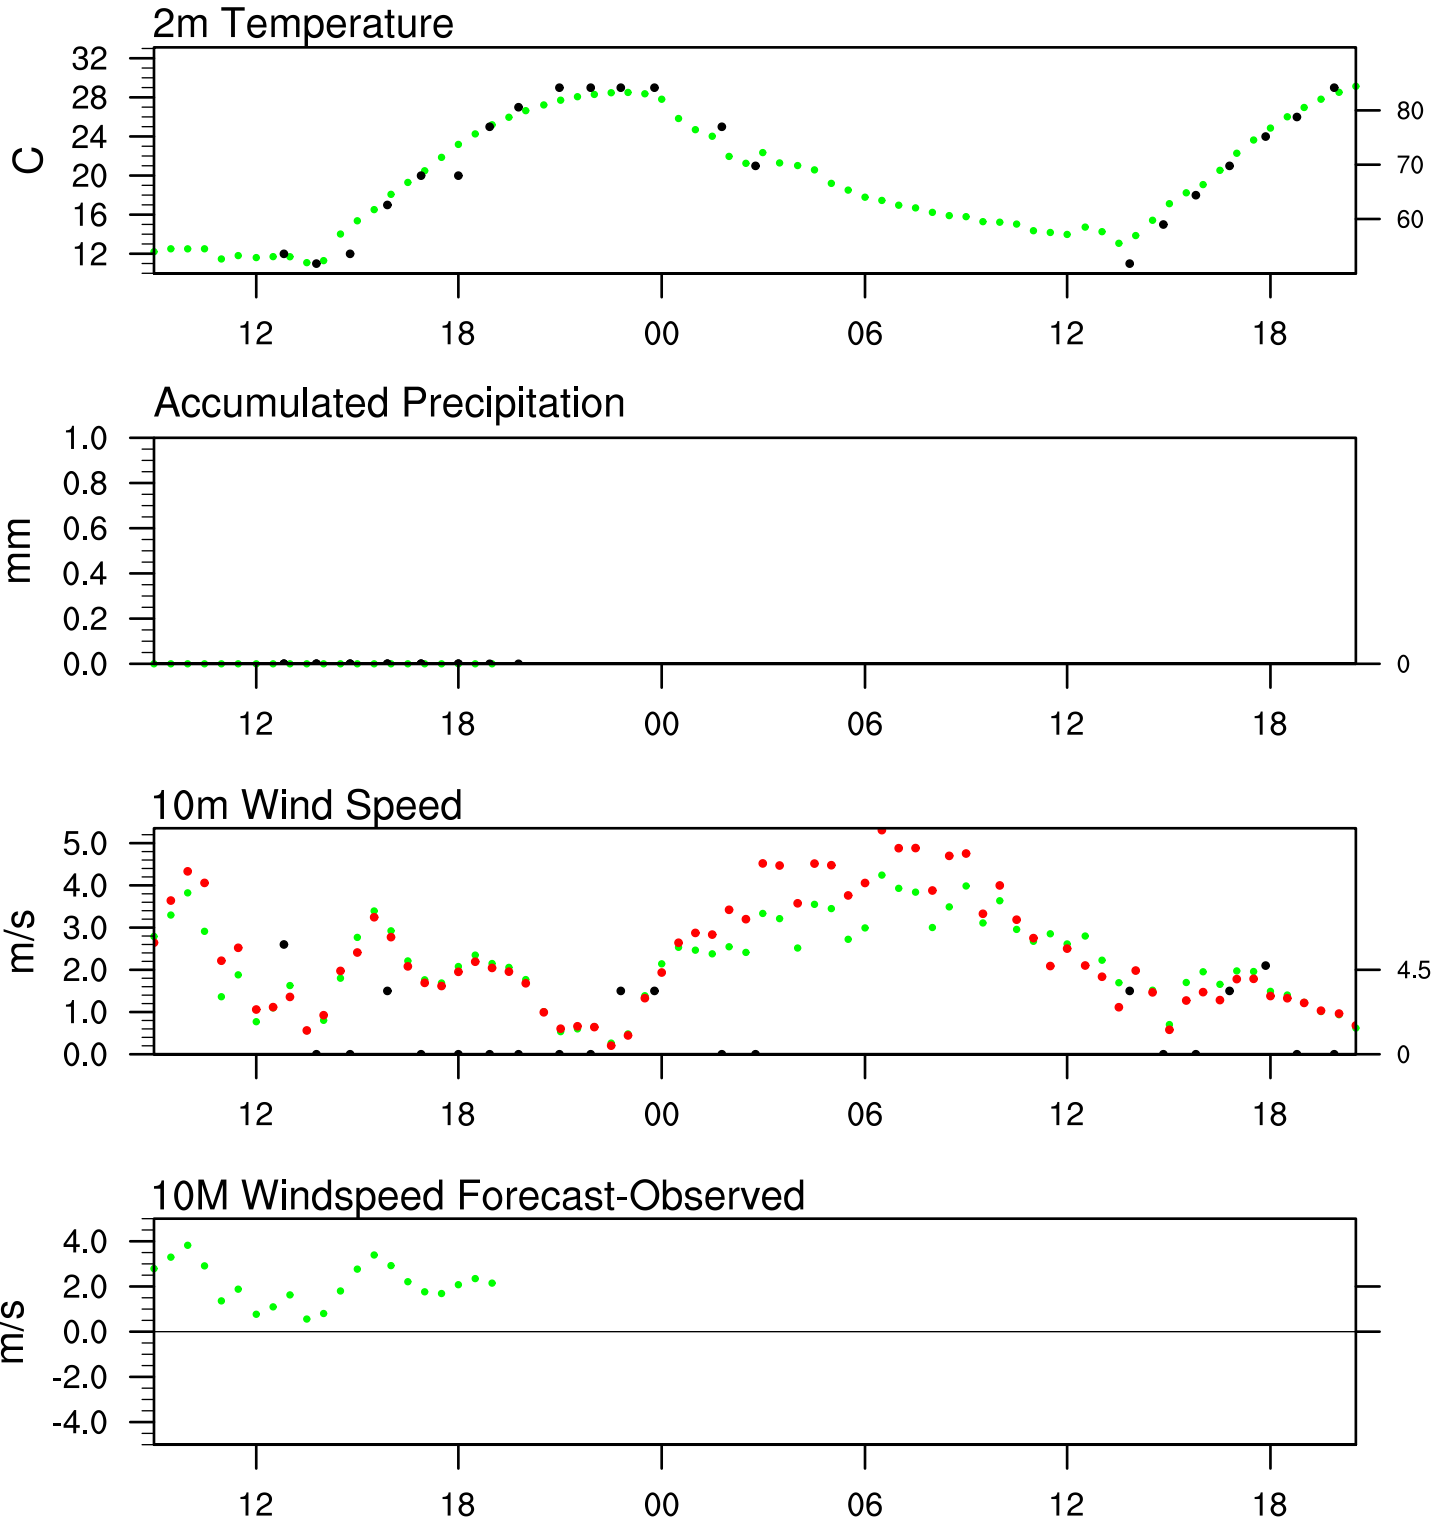 2m Temperature
32
28
24
20
16
12
C
80
70
60
12 18 00 06 12 18
Accumulated Precipitation
1.0
0.8
0.6
0.4
0.2
0.0
mm
0
12 18 00 06 12 18
10m Wind Speed
5.0
4.0
3.0
2.0
1.0
0.0
m/s
4.5
0
12 18 00 06 12 18
10M Windspeed Forecast-Observed
4.0
2.0
0.0
-2.0
-4.0
m/s
12 18 00 06 12 18